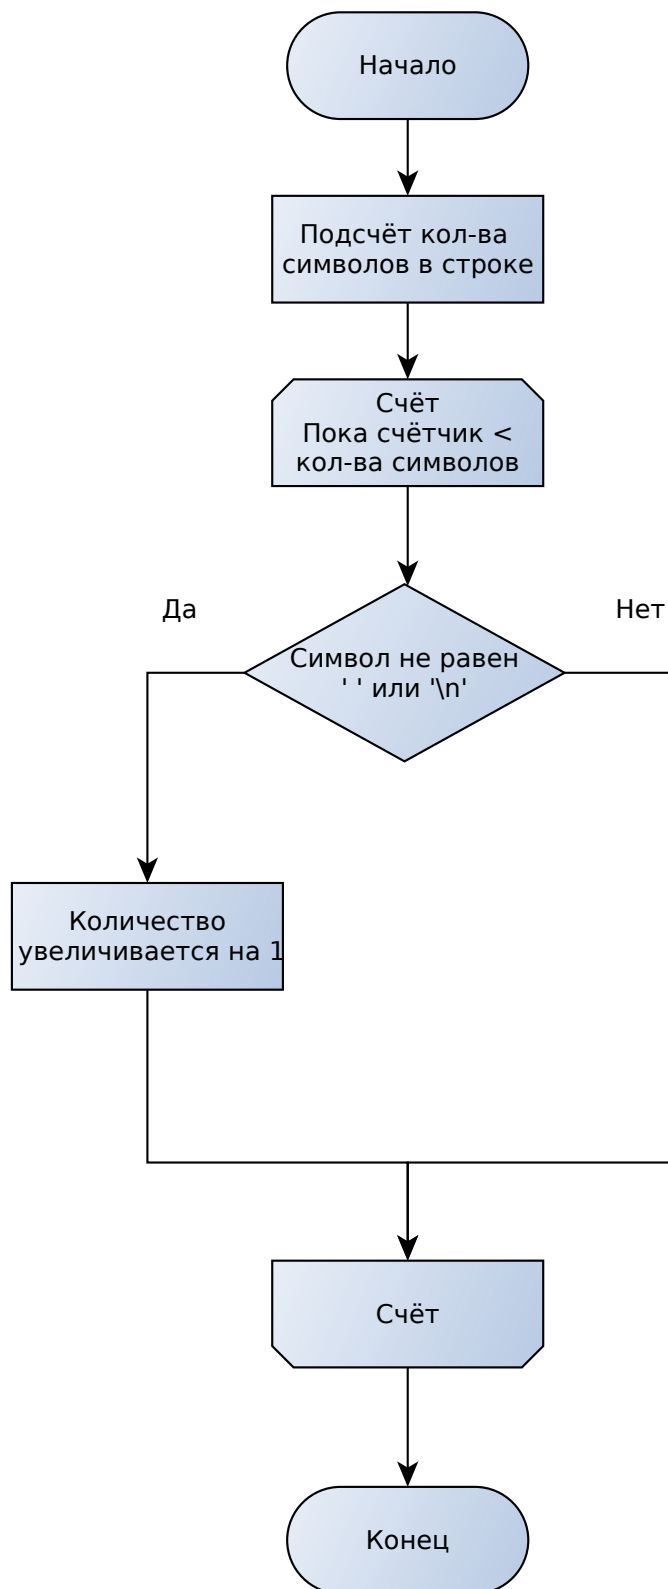 Начало
Подсчёт кол-ва
символов в строке
Счёт
Пока счётчик <
кол-ва символов
Да
Нет
Символ не равен
' ' или '\n'
Количество
увеличивается на 1
Счёт
Конец